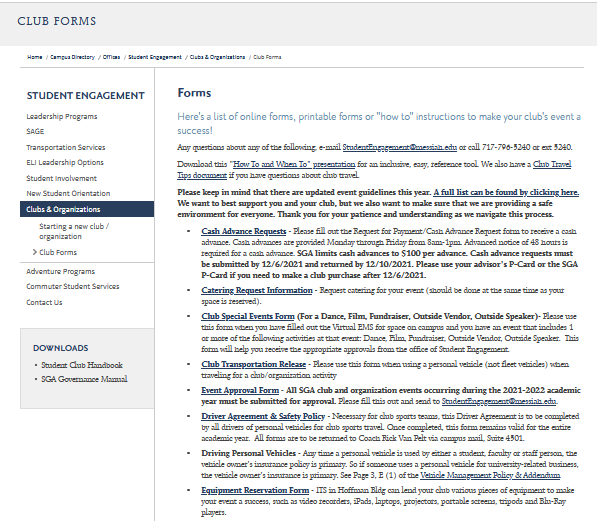 CLUB FORMS
Home / Campus Directory / Offices / Student Engagement / Clubs & Organizations / Club Forms
STUDENT ENGAGEMENT
Leadership Programs
SAGE
Transportation Services
ELI Leadership Options
Student Involvement
New Student Orientation
Clubs & Organizations
Starting a new club /
organization
> Club Forms
Adventure Programs
Commuter Student Services
Contact Us
DOWNLOADS
• Student Club Handbook
• SGA Governance Manual
Forms
Here's a list of online forms, printable forms or "how to" instructions to make your club's event a
success!
Any questions about any of the following, e-mail StudentEngagement@messiah.edu or call 717-796-5240 or ext 5240.
Download this "How To and When To" presentation for an inclusive, easy, reference tool. We also have a Club Travel
Tips document if you have questions about club travel.
Please keep in mind that there are updated event guidelines this year. A full list can be found by clicking here.
We want to best support you and your club, but we also want to make sure that we are providing a safe
environment for everyone. Thank you for your patience and understanding as we navigate this process.
• Cash Advance Requests - Please fill out the Request for Payment/Cash Advance Request form to receive a cash
advance. Cash advances are provided Monday through Friday from 8am-1pm. Advanced notice of 48 hours is
required for a cash advance. SGA limits cash advances to $100 per advance. Cash advance requests must
be submitted by 12/6/2021 and returned by 12/10/2021. Please use your advisor's P-Card or the SGA
P-Card if you need to make a club purchase after 12/6/2021.
• Catering Request Information - Request catering for your event (should be done at the same time as your
space is reserved).
• Club Special Events Form (For a Dance, Film, Fundraiser, Outside Vendor, Outside Speaker)- Please use
this form when you have filled out the Virtual EMS for space on campus and you have an event that includes 1
or more of the following activities at that event: Dance, Film, Fundraiser, Outside Vendor, Outside Speaker. This
form will help you receive the appropriate approvals from the office of Student Engagement.
• Club Transportation Release - Please use this form when using a personal vehicle (not fleet vehicles) when
traveling for a club/organization activity
• Event Approval Form - All SGA club and organization events occurring during the 2021-2022 academic
year must be submitted for approval. Please fill this out and send to StudentEngagement@messiah.edu.
• Driver Agreement & Safety Policy - Necessary for club sports teams, this Driver Agreement is to be completed
by all drivers of personal vehicles for club sports travel. Once completed, this form remains valid for the entire
academic year. All forms are to be returned to Coach Rick Van Pelt via campus mail, Suite 4501.
• Driving Personal Vehicles - Any time a personal vehicle is used by either a student, faculty or staff person, the
vehicle owner's insurance policy is primary. So if someone uses a personal vehicle for university-related business,
the vehicle owner's insurance is primary. See Page 3, E (1) of the Vehicle Management Policy & Addendum.
• Equipment Reservation Form - ITS in Hoffman Bldg can lend your club various pieces of equipment to make
your event a success, such as video recorders, iPads, laptops, projectors, portable screens, tripods and Blu-Ray
players.